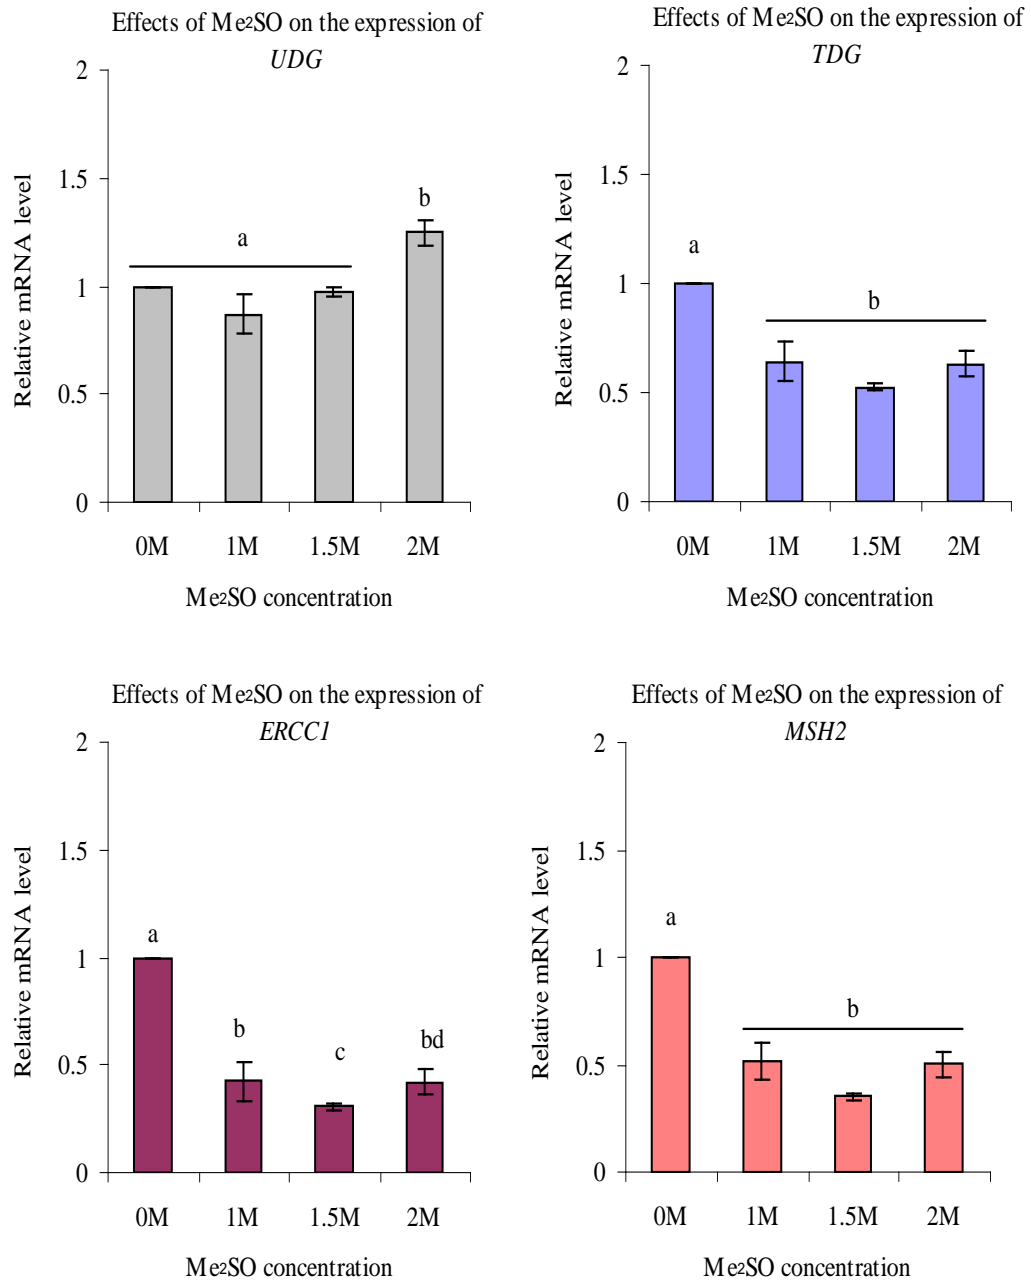 Effects of Me2SO on the expression of
UDG
2
1.5
1
0.5
0
Relative mRNA level
a
b
0M 1M 1.5M 2M
Me2SO concentration
Effects of Me2SO on the expression of
TDG
2
1.5
1
0.5
0
Relative mRNA level
a
b
0M 1M 1.5M 2M
Me2SO concentration
Effects of Me2SO on the expression of
ERCC1
2
1.5
1
0.5
0
Relative mRNA level
a
b
c
bd
0M 1M 1.5M 2M
Me2SO concentration
Effects of Me2SO on the expression of
MSH2
2
1.5
1
0.5
0
Relative mRNA level
a
b
0M 1M 1.5M 2M
Me2SO concentration